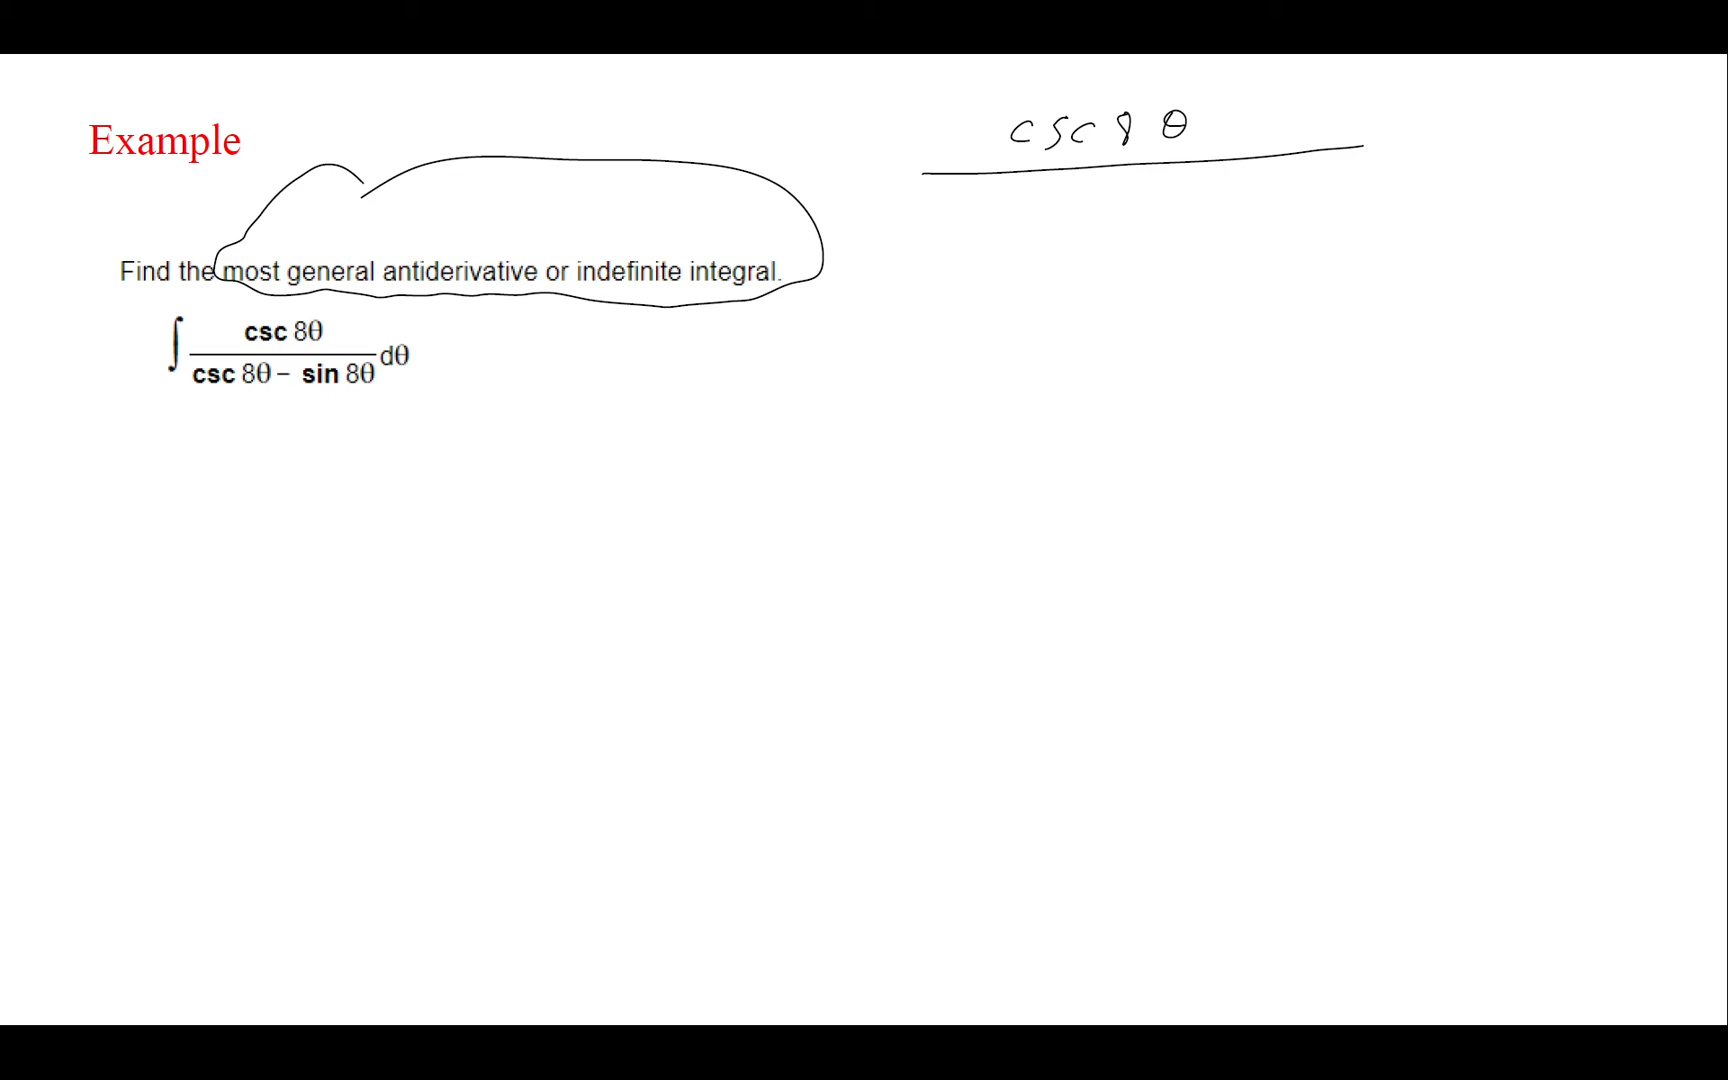 Example
csc 8 θ
Find the most general antiderivative or indefinite integral.
∫ csc 8θ
csc 8θ − sin 8θ dθ